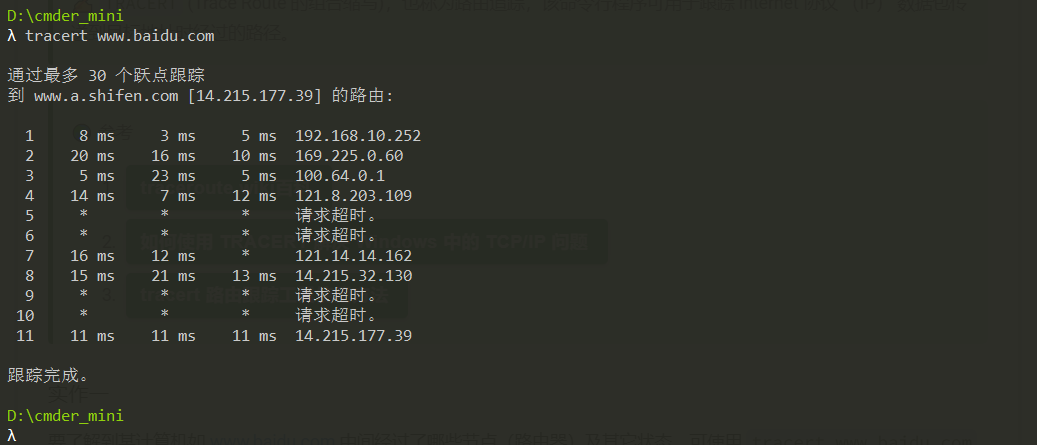 D:\cmder_mini
λ tracert www.baidu.com
通过最多 30 个跃点跟踪
到 www.a.shifen.com [14.215.177.39] 的路由:
1 8 ms 3 ms 5 ms 192.168.10.252
2 20 ms 16 ms 10 ms 169.225.0.60
3 5 ms 23 ms 5 ms 100.64.0.1
4 14 ms 7 ms 12 ms 121.8.203.109
5 * * * 请求超时。
6 * * * 请求超时。
7 16 ms 12 ms * 121.14.14.162
8 15 ms 21 ms 13 ms 14.215.32.130
9 * * * 请求超时。
10 * * * 请求超时。
11 11 ms 11 ms 11 ms 14.215.177.39
跟踪完成。
D:\cmder_mini
λ